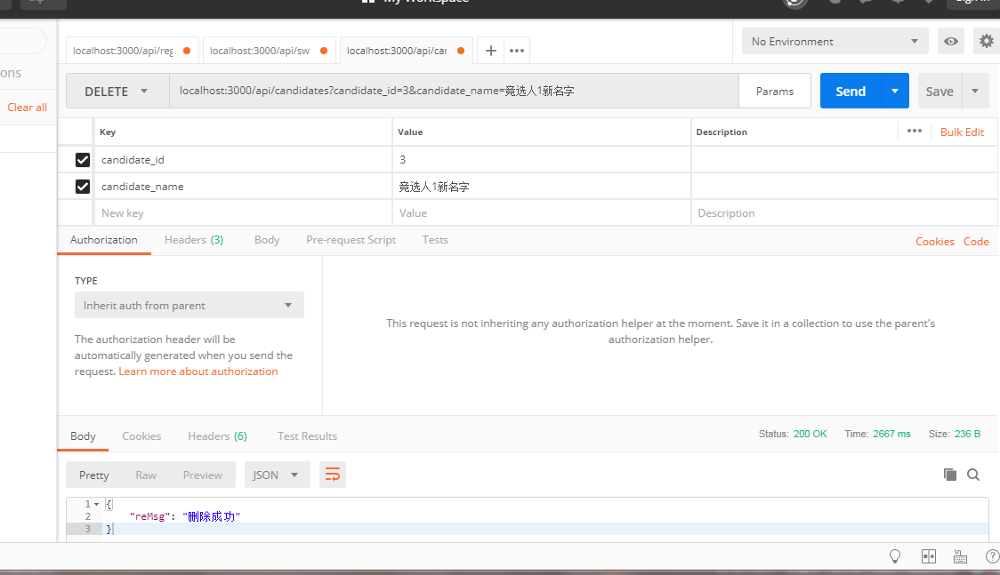 My Workspace
Sign In
localhost:3000/api/reg
localhost:3000/api/sw
localhost:3000/api/can
No Environment
ons
Clear all
DELETE
localhost:3000/api/candidates?candidate_id=3&candidate_name=竞选人1新名字
Params
Send
Save
Key
Value
Description
Bulk Edit
candidate_id
3
candidate_name
竞选人1新名字
New key
Value
Description
Authorization
Headers (3)
Body
Pre-request Script
Tests
Cookies
Code
TYPE
Inherit auth from parent
The authorization header will be
automatically generated when you send the
request. Learn more about authorization
This request is not inheriting any authorization helper at the moment. Save it in a collection to use the parent's
authorization helper.
Body
Cookies
Headers (6)
Test Results
Status: 200 OK
Time: 2667 ms
Size: 236 B
Pretty
Raw
Preview
JSON
1 {
2 "reMsg": "删除成功"
3 }